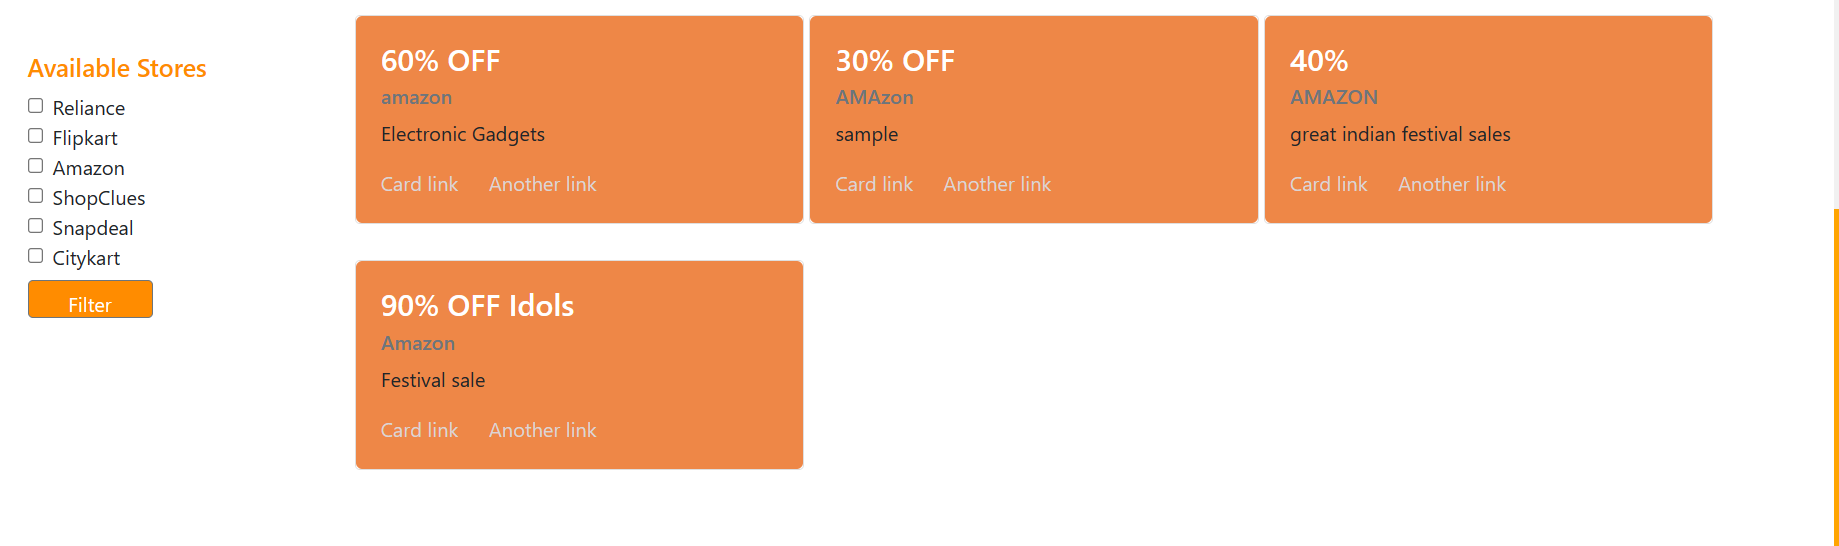 Available Stores
Reliance
Flipkart
Amazon
ShopClues
Snapdeal
Citykart
Filter
60% OFF
amazon
Electronic Gadgets
Card link Another link
30% OFF
AMAzon
sample
Card link Another link
40%
AMAZON
great indian festival sales
Card link Another link
90% OFF Idols
Amazon
Festival sale
Card link Another link